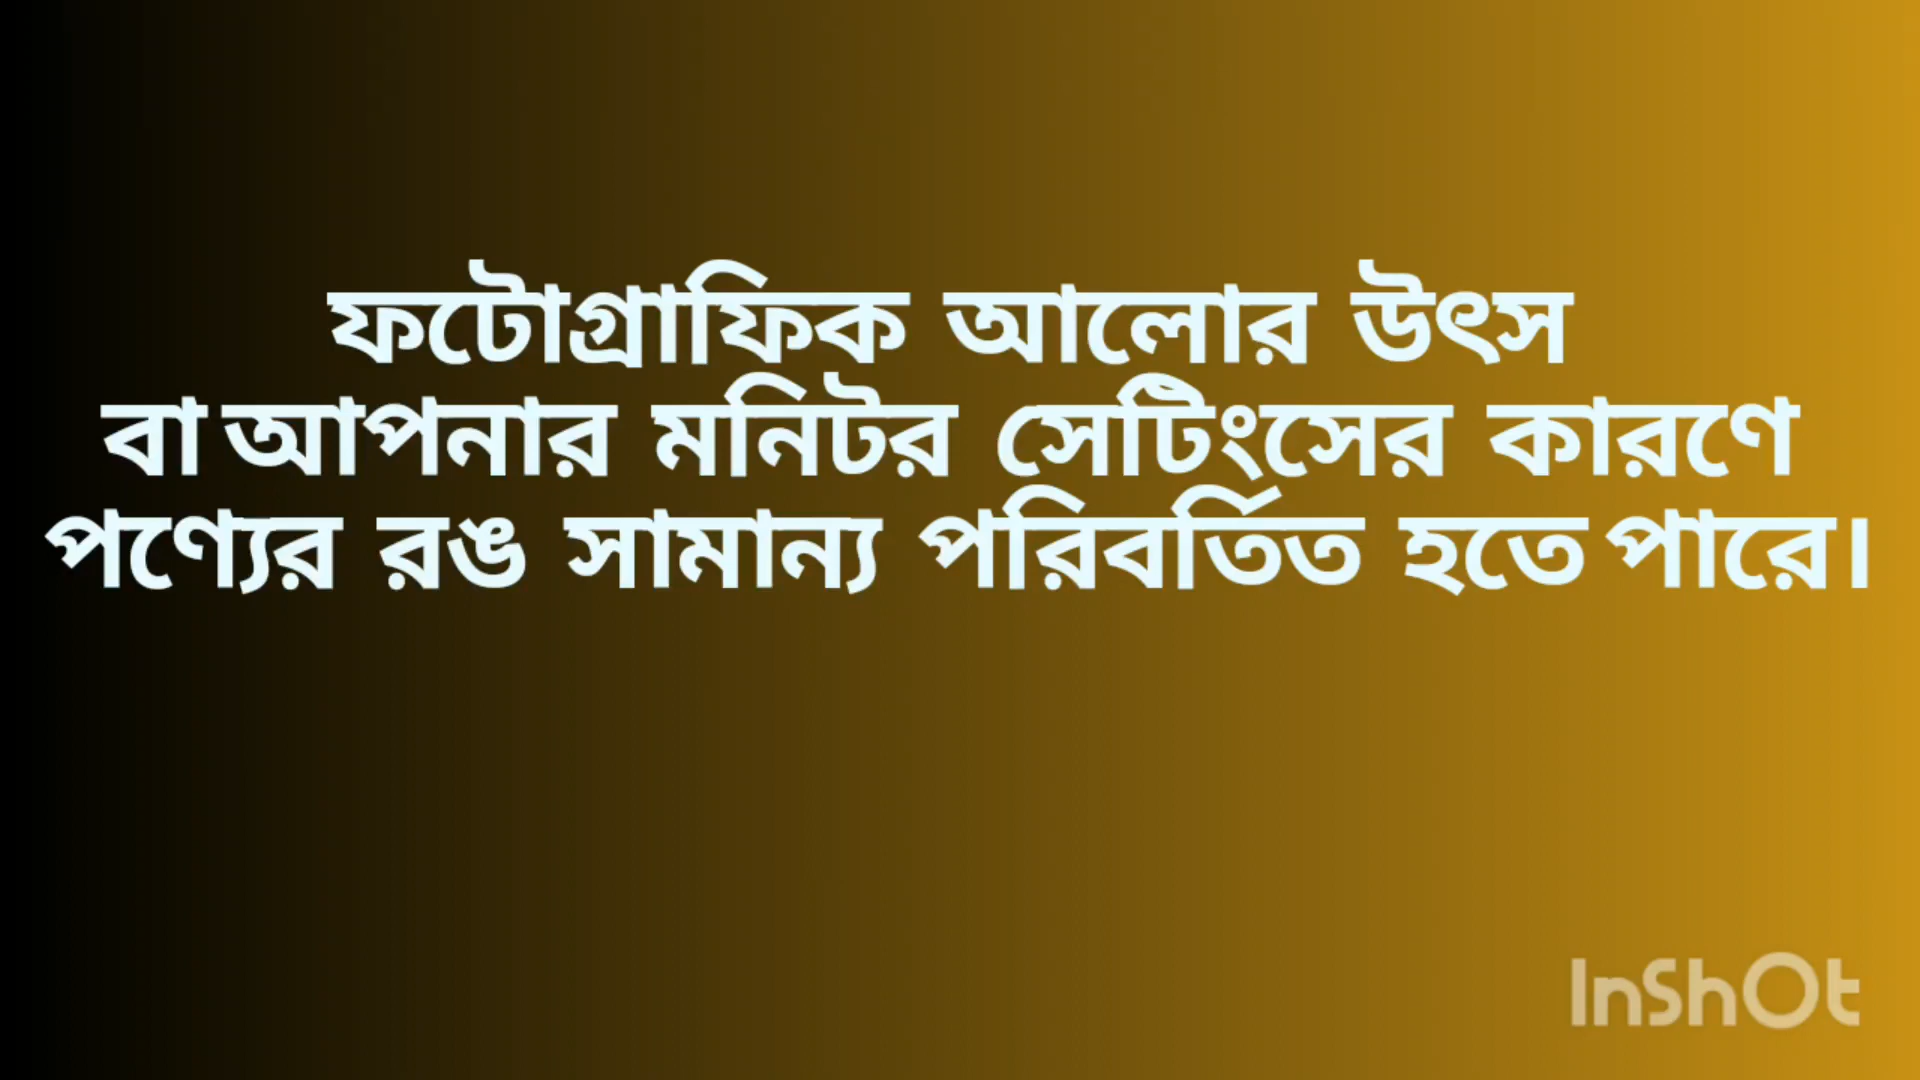 ফটোগ্রাফিক আলোর উৎস
বা আপনার মনিটর সেটিংসের কারণে
পণ্যের রঙ সামান্য পরিবর্তিত হতে পারে।
InShOt